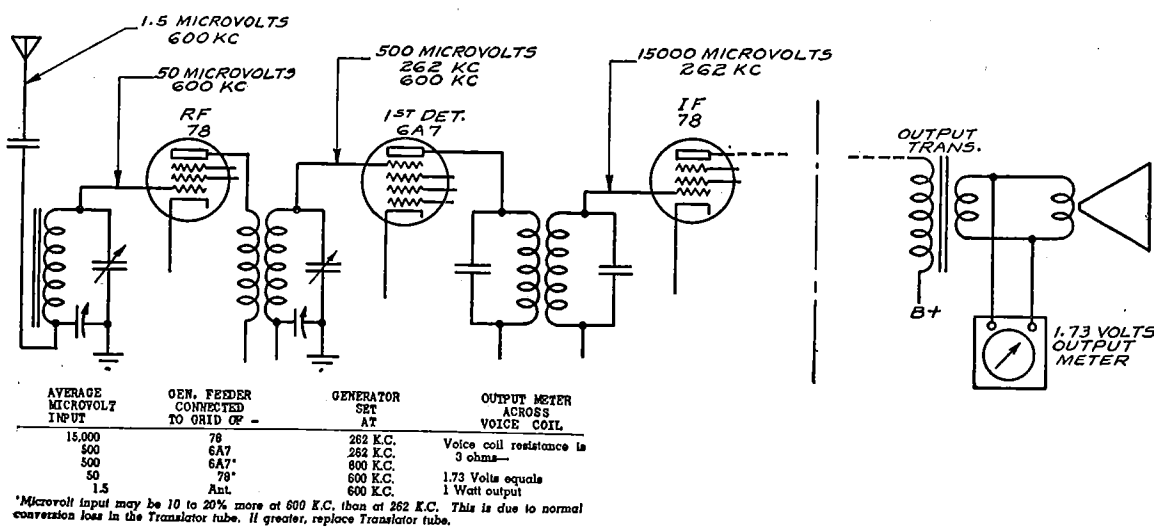 1.5 MICROVOLTS
600 KC
50 MICROVOLTS
600 KC
500 MICROVOLTS
262 KC
600 KC
15000 MICROVOLTS
262 KC
RF
78
1ST DET.
6A7
IF
78
OUTPUT
TRANS.
B+
1.73 VOLTS
OUTPUT
METER
AVERAGE MICROVOLT INPUT GEN. FEEDER CONNECTED TO GRID OF - GENERATOR SET AT OUTPUT METER ACROSS VOICE COIL
15,000 78 262 K.C. Voice coil resistance is
500 6A7 262 K.C. 3 ohms—
500 6A7* 600 K.C.
50 78* 600 K.C. 1.73 Volts equals
1.5 Ant. 600 K.C. 1 Watt output
*Microvolt input may be 10 to 20% more at 600 K.C. than at 262 K.C. This is due to normal
conversion loss in the Translator tube. If greater, replace Translator tube.